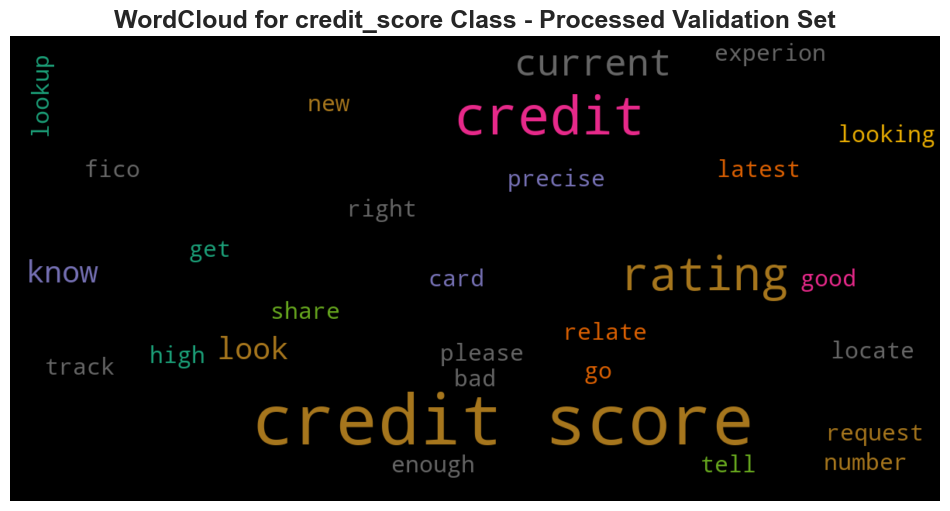 WordCloud for credit_score Class - Processed Validation Set
experion
current
lookup
new
credit
looking
fico
latest
precise
right
get
know
card
rating
good
share
relate
look
high
please
locate
track
go
bad
credit score
request
enough
tell
number